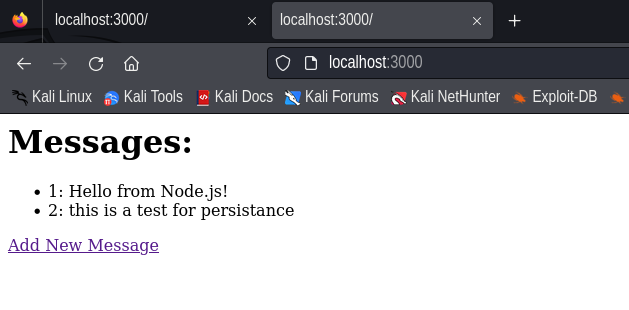 localhost:3000/ localhost:3000/
localhost:3000
Kali Linux Kali Tools Kali Docs Kali Forums Kali NetHunter Exploit-DB
Messages:
1: Hello from Node.js!
2: this is a test for persistance
Add New Message